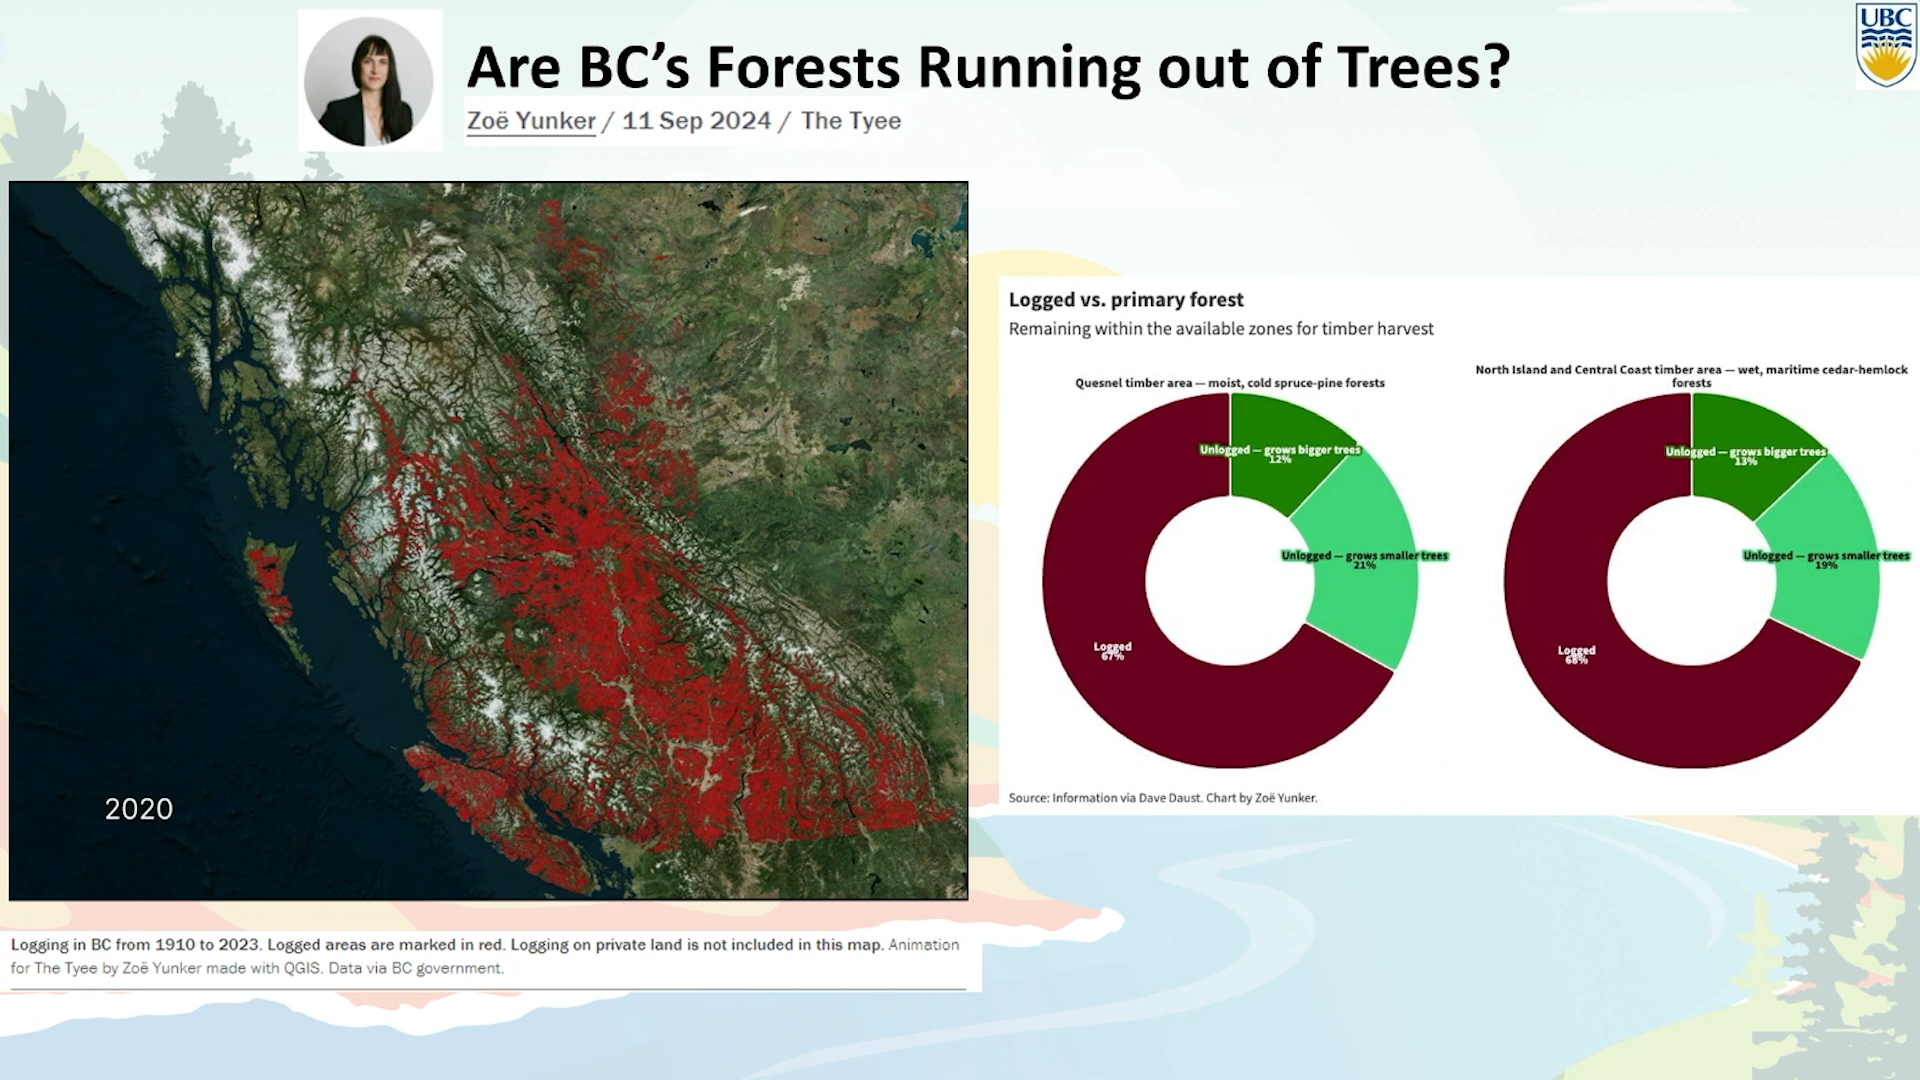 Are BC's Forests Running out of Trees?
Zoë Yunker / 11 Sep 2024 / The Tyee
UBC
2020
Logging in BC from 1910 to 2023. Logged areas are marked in red. Logging on private land is not included in this map. Animation
for The Tyee by Zoë Yunker made with QGIS. Data via BC government.
Logged vs. primary forest
Remaining within the available zones for timber harvest
Quesnel timber area — moist, cold spruce-pine forests
Unlogged — grows bigger trees
12%
Unlogged — grows smaller trees
21%
Logged
67%
North Island and Central Coast timber area — wet, maritime cedar-hemlock
forests
Unlogged — grows bigger trees
13%
Unlogged — grows smaller trees
19%
Logged
68%
Source: Information via Dave Daust. Chart by Zoë Yunker.